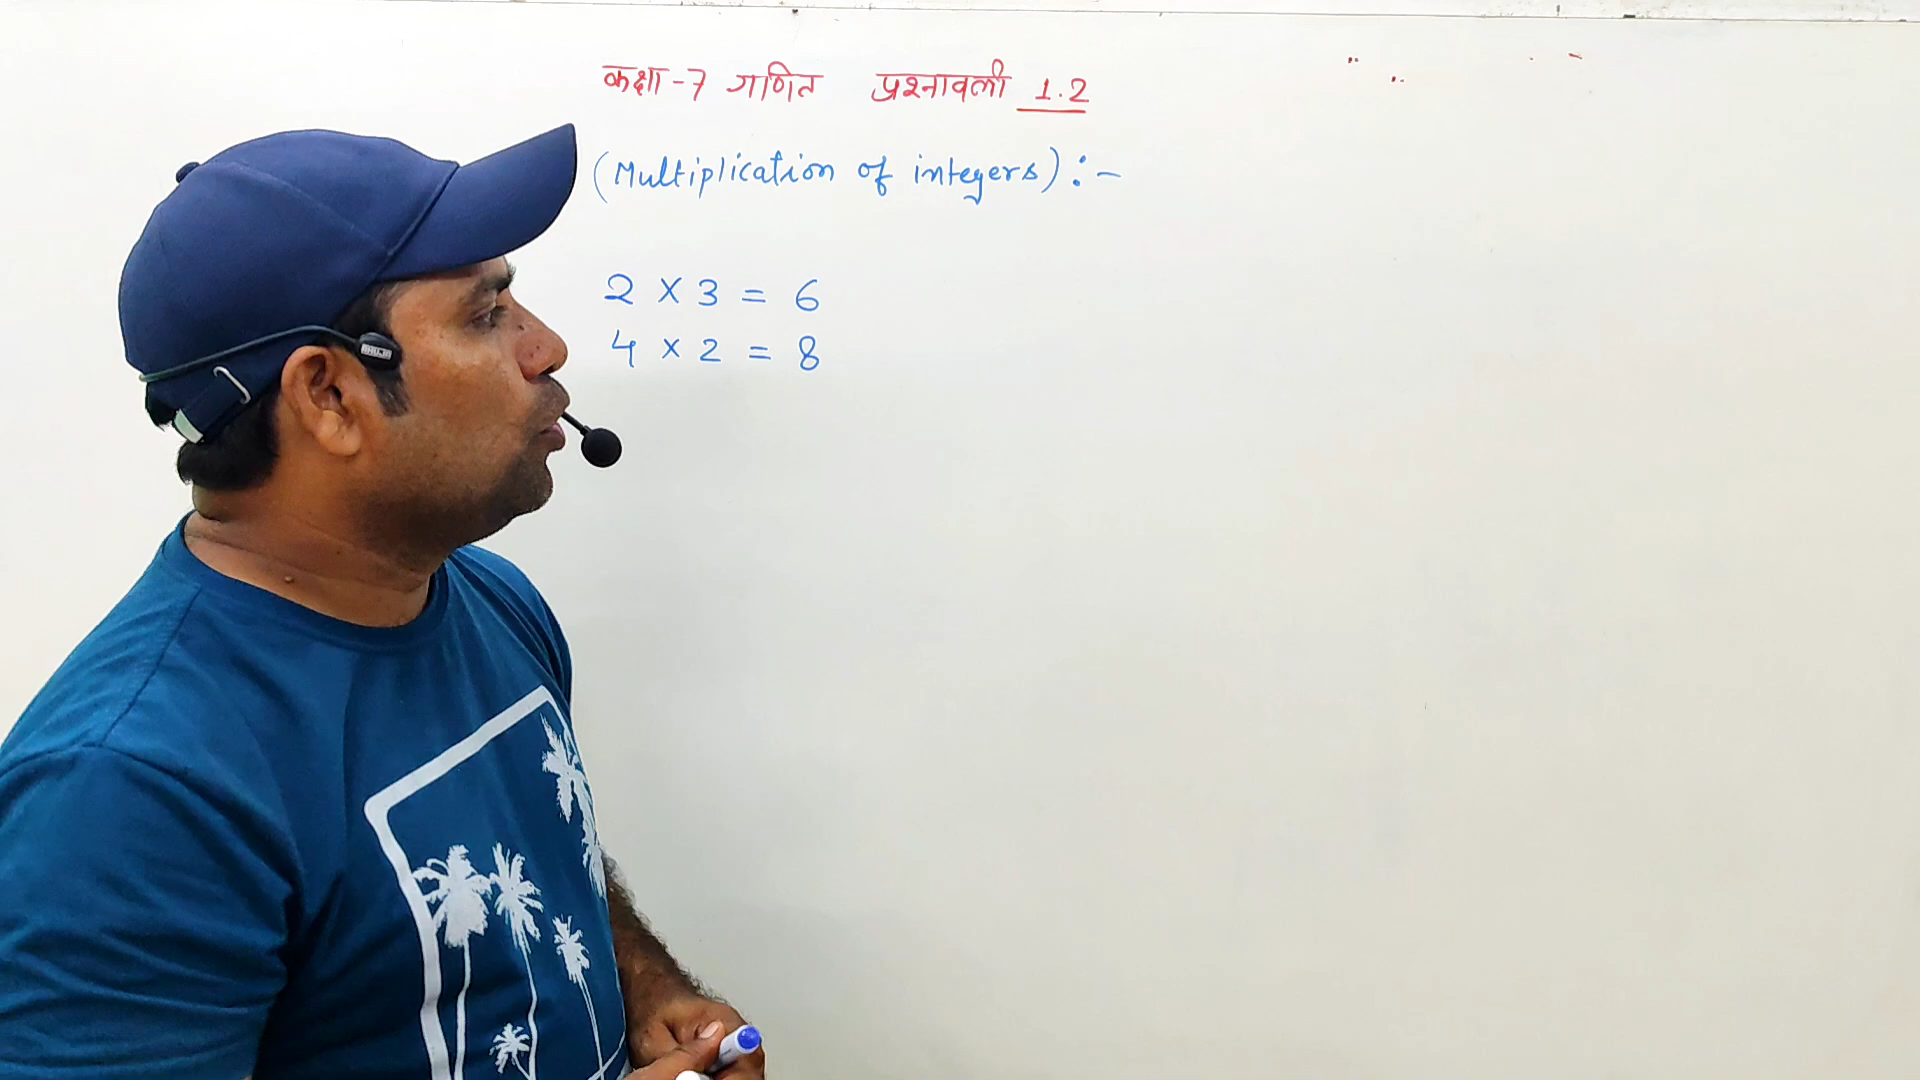 कक्षा-7 गणित प्रश्नावली 1.2
(Multiplication of integers):-
2 x 3 = 6
4 x 2 = 8